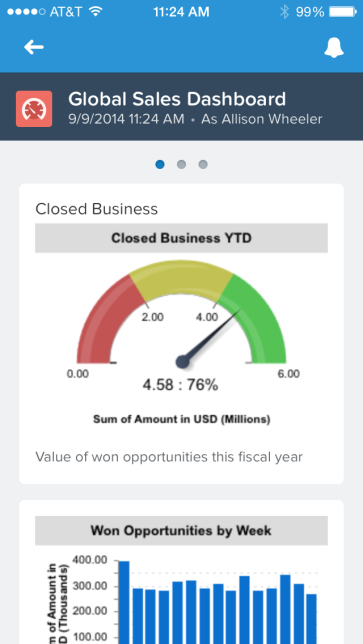 AT&T 11:24 AM 99%
Global Sales Dashboard
9/9/2014 11:24 AM • As Allison Wheeler
Closed Business
Closed Business YTD
2.00 4.00
0.00 6.00
4.58 : 76%
Sum of Amount in USD (Millions)
Value of won opportunities this fiscal year
Won Opportunities by Week
400.00
300.00
200.00
100.00
of Amount in
(Thousands)